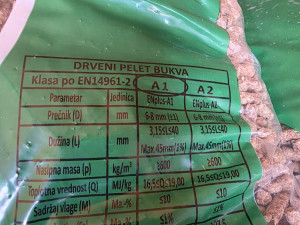 DRVENI PELET BUKVA
Klasa po EN14961-2 A1 A2
Parametar Jedinica ENplus-A1 ENplus-A2
Prečnik (D) mm 6-8 mm (±1) 6-8 mm (±1)
Dužina (L) mm 3,15≤L≤40 3,15≤L≤40
Max.45mm(1%) Max.45mm(1%)
Nasipna masa (ρ) kg/m³ ≥600 ≥600
Toplotna vrednost (Q) MJ/kg 16,5≤Q≤19,00 16,5≤Q≤19,00
Sadržaj vlage (M) Ma.-% ≤10 ≤10
Ma.-% ≤1%